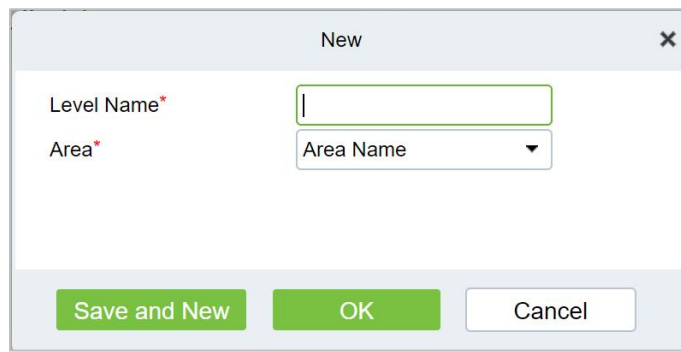 New
Level Name*
Area*
Area Name
Save and New
OK
Cancel